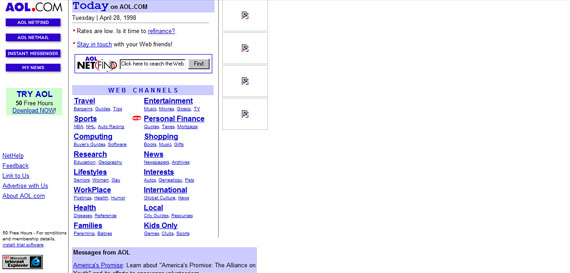 AOL.COM
AOL NETFIND
AOL NETMAIL
INSTANT MESSENGER
MY NEWS
TRY AOL
50 Free Hours
Download NOW!
NetHelp
Feedback
Link to Us
Advertise with Us
About AOL.com
50 Free Hours - For conditions
and membership details,
install trial software.
Microsoft
Internet
Explorer
Today on AOL.COM
Tuesday | April 28, 1998
* Rates are low. Is it time to refinance?.
* Stay in touch with your Web friends!
AOL
NETFIND
Click here to search the Web
Find
WEB CHANNELS
Travel
Bargains, Guides, Tips
Entertainment
Music, Movies, Gossip, TV
Sports
NBA, NHL, Auto Racing
Personal Finance
Quotes, Taxes, Mortgage
Computing
Buyer's Guides, Software
Shopping
Books, Music, Gifts
Research
Education, Geography
News
Newspapers, Archives
Lifestyles
Seniors, Women, Gay
Interests
Autos, Genealogy, Pets
WorkPlace
Postings, Health, Humor
International
Global Culture, News
Health
Diseases, Reference
Local
City Guides, Resources
Families
Parenting, Babies
Kids Only
Games, Clubs, Sports
Messages from AOL
America's Promise: Learn about "America's Promise: The Alliance on